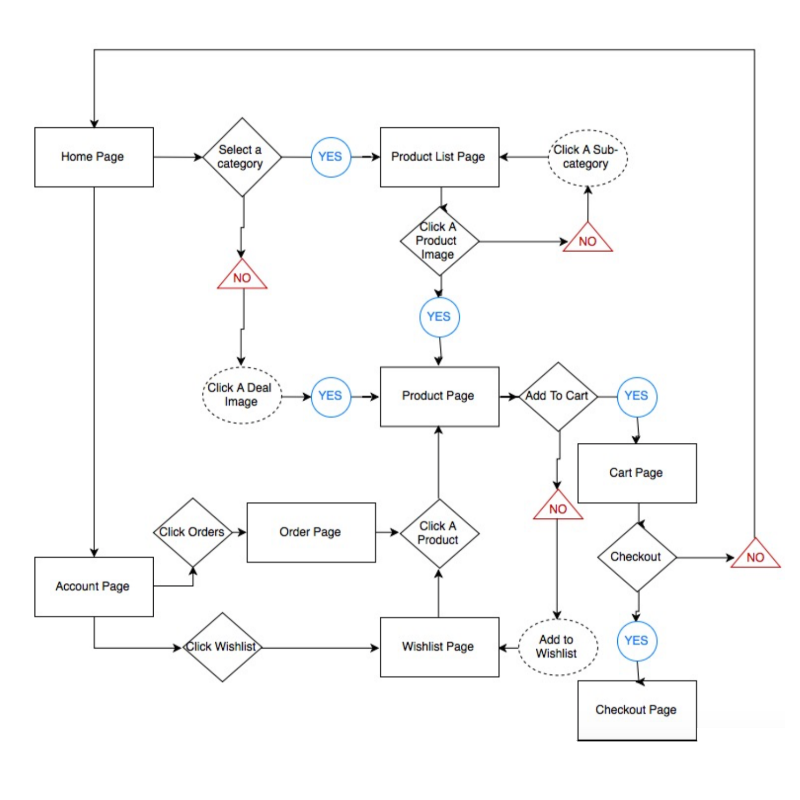 Home Page
Select a
category
YES
Product List Page
Click A Sub-
category
Click A
Product
Image
NO
NO
YES
Click A Deal
Image
YES
Product Page
Add To Cart
YES
Cart Page
NO
Click Orders
Order Page
Click A
Product
Checkout
NO
Account Page
Click Wishlist
Wishlist Page
Add to
Wishlist
YES
Checkout Page